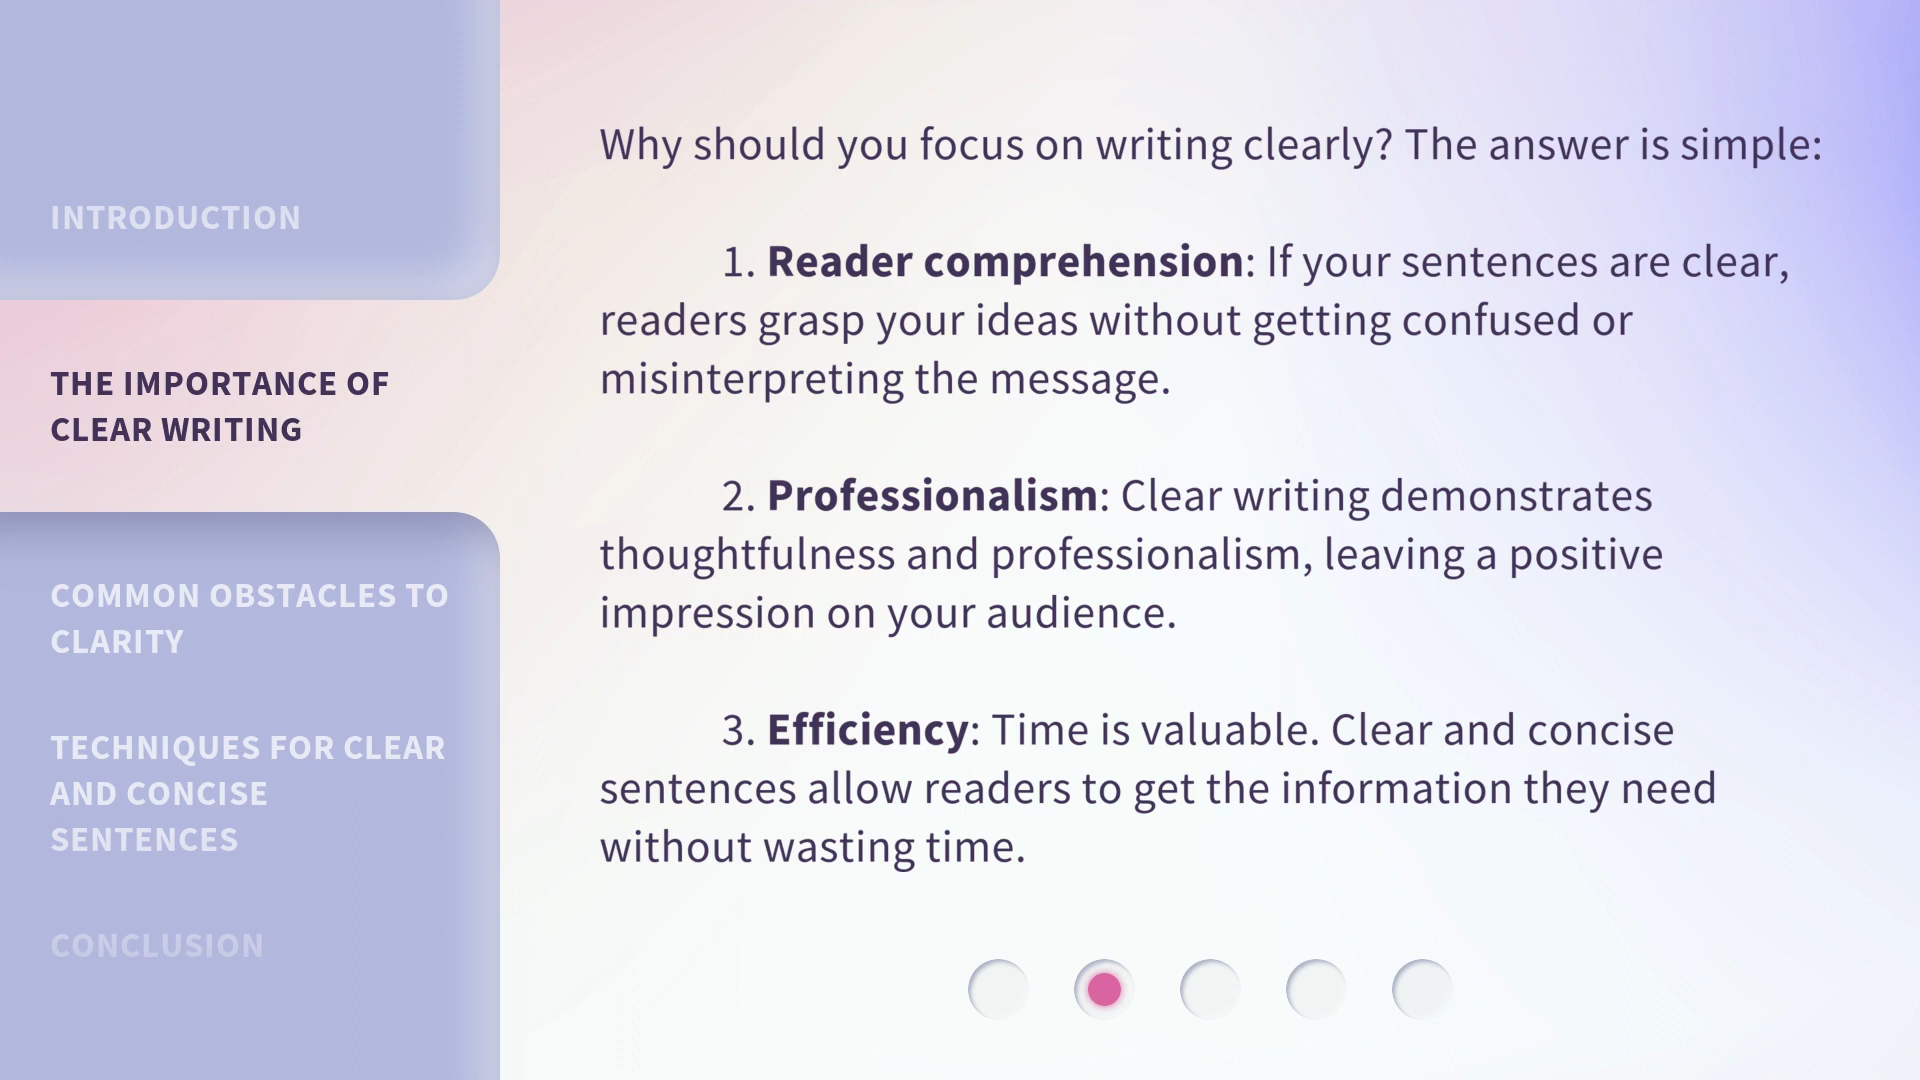 INTRODUCTION
THE IMPORTANCE OF
CLEAR WRITING
COMMON OBSTACLES TO
CLARITY
TECHNIQUES FOR CLEAR
AND CONCISE
SENTENCES
CONCLUSION
Why should you focus on writing clearly? The answer is simple:
1. Reader comprehension: If your sentences are clear,
readers grasp your ideas without getting confused or
misinterpreting the message.
2. Professionalism: Clear writing demonstrates
thoughtfulness and professionalism, leaving a positive
impression on your audience.
3. Efficiency: Time is valuable. Clear and concise
sentences allow readers to get the information they need
without wasting time.